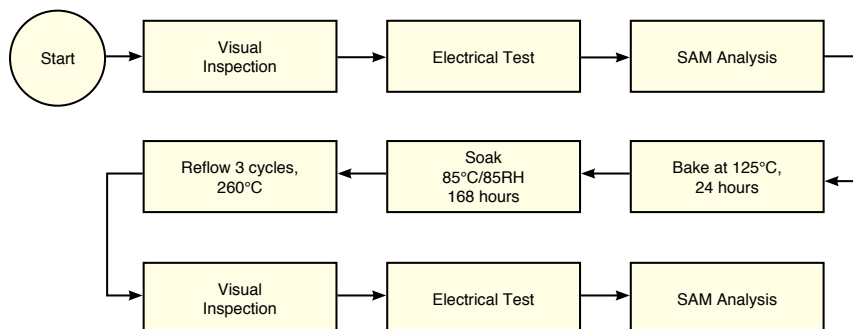 Start
Visual
Inspection
Electrical Test
SAM Analysis
Bake at 125°C,
24 hours
Soak
85°C/85RH
168 hours
Reflow 3 cycles,
260°C
Visual
Inspection
Electrical Test
SAM Analysis